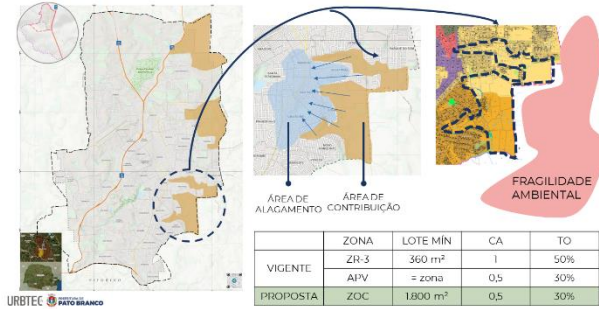 ÁREA DE
ALAGAMENTO
ÁREA DE
CONTRIBUIÇÃO
FRAGILIDADE
AMBIENTAL
ZONA LOTE MÍN CA TO
VIGENTE ZR-3 360 m² 1 50%
APV = zona 0,5 30%
PROPOSTA ZOC 1.800 m² 0,5 30%
URBTEC
PATO BRANCO